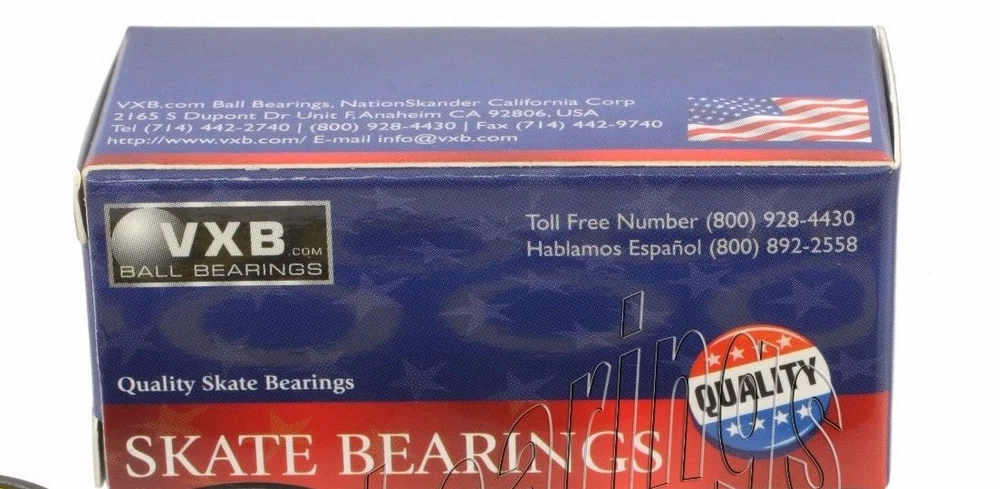 VXB.com Ball Bearings, NationSkander California Corp
2165 S Dupont Dr Unit F, Anaheim CA 92806, USA
Tel (714) 442-2740 | (800) 928-4430 | Fax (714) 442-9740
http://www.vxb.com/ E-mail info@vxb.com
VXB.COM
BALL BEARINGS
Toll Free Number (800) 928-4430
Hablamos Español (800) 892-2558
Quality Skate Bearings
QUALITY
SKATE BEARINGS
Bearings